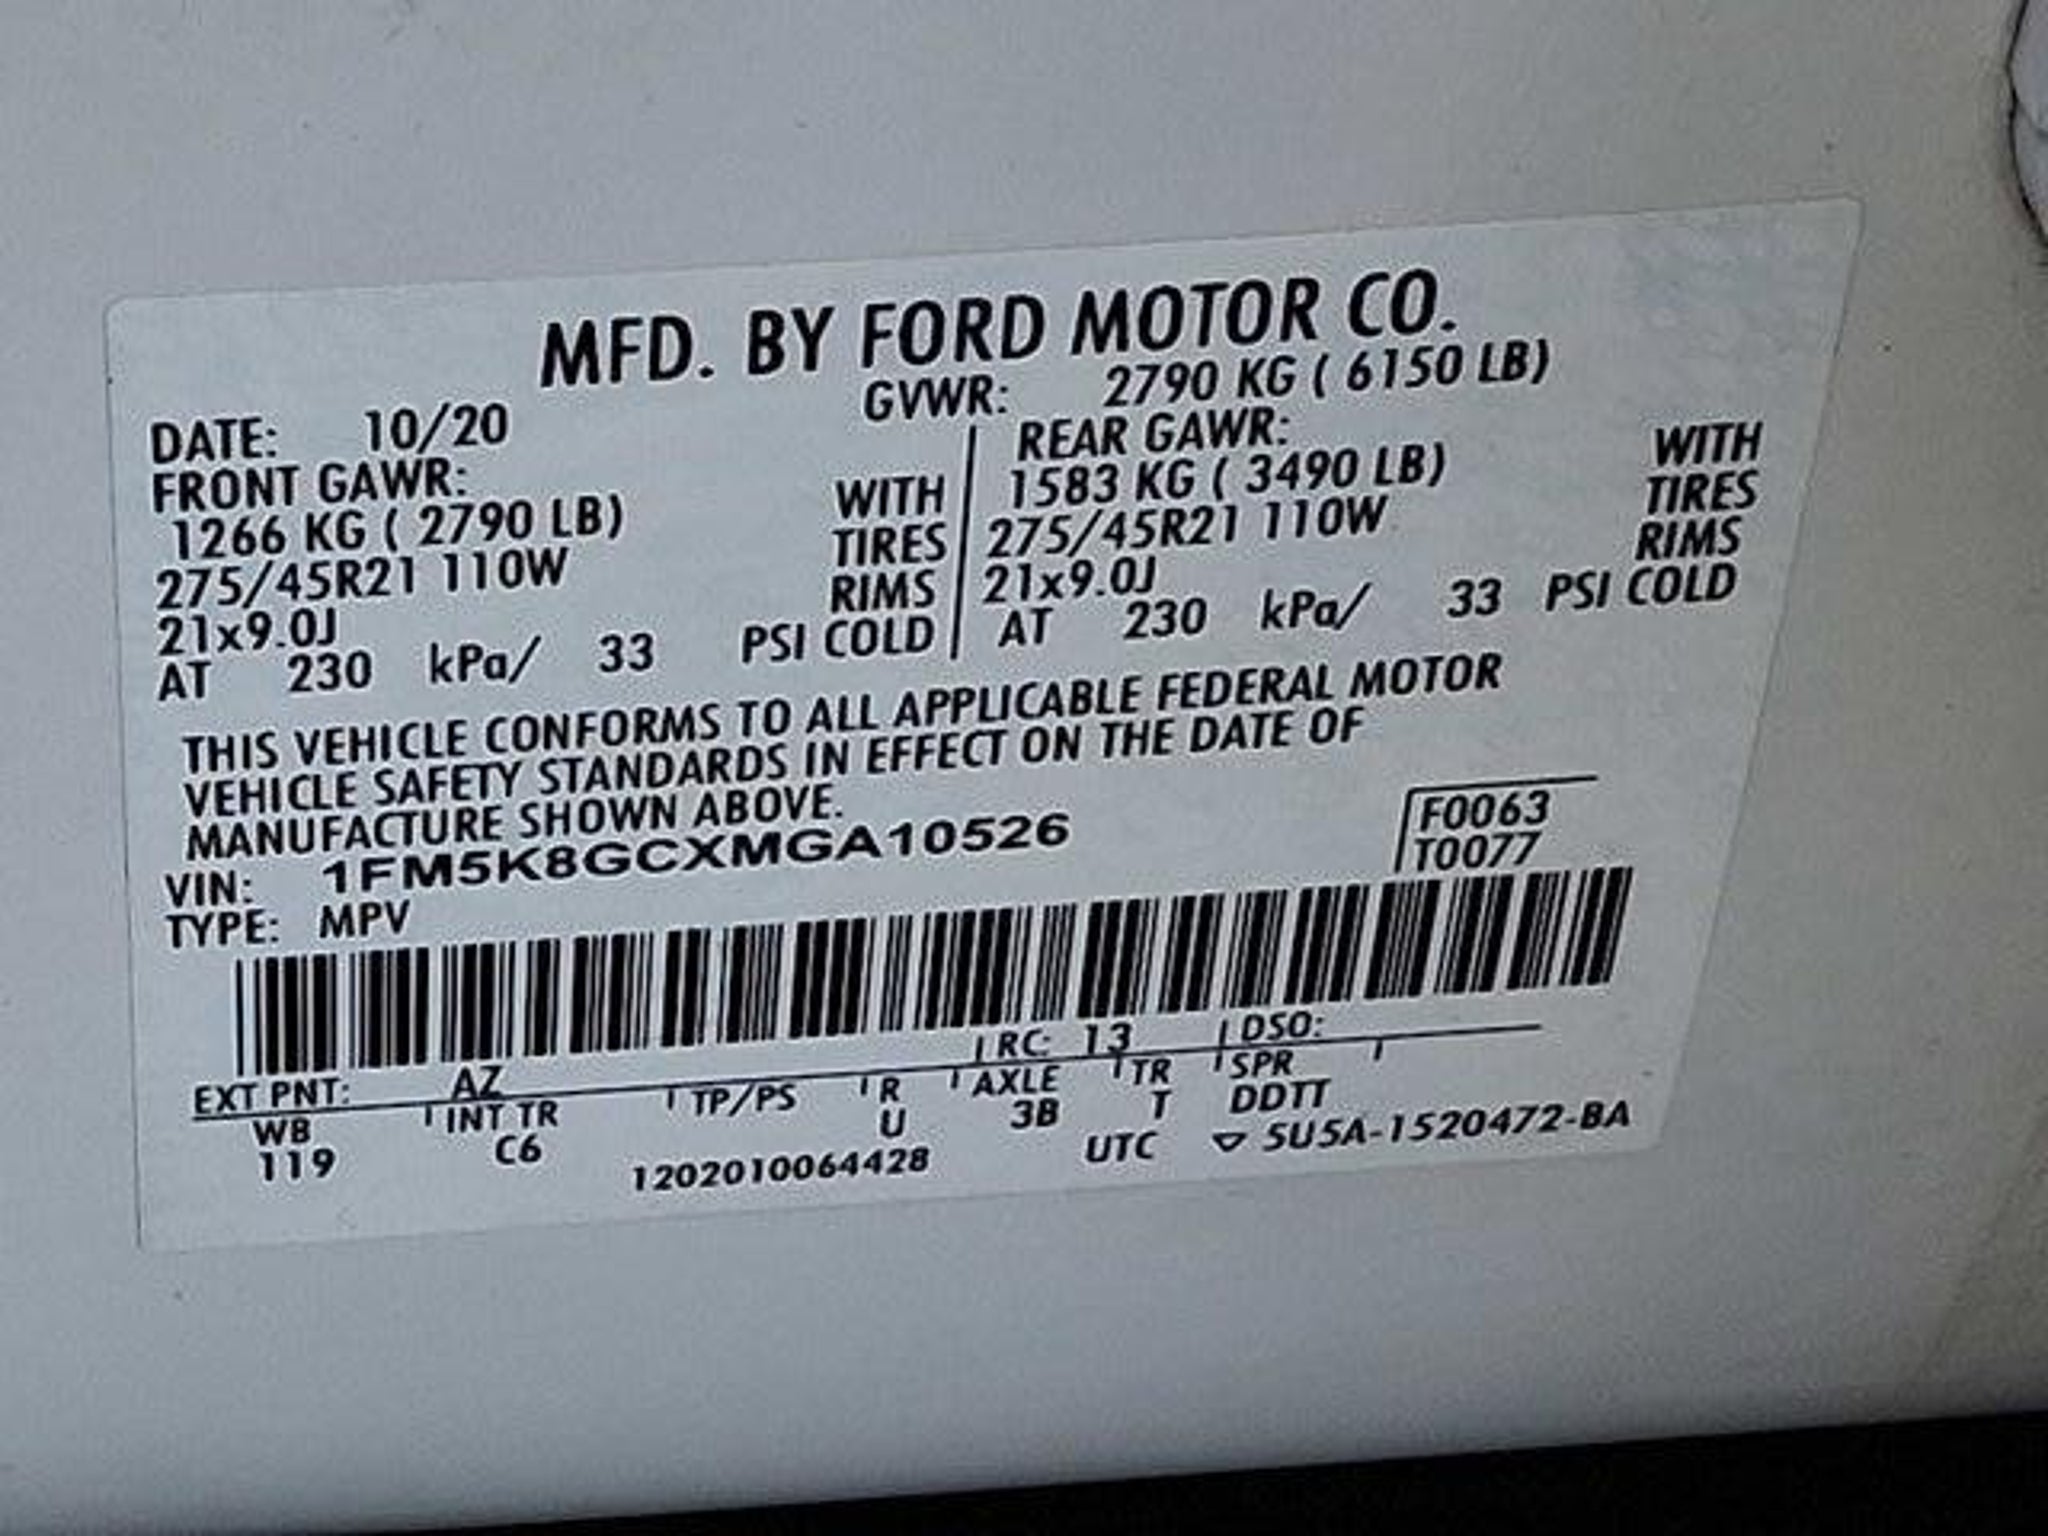 MFD. BY FORD MOTOR CO.
DATE: 10/20 GVWR: 2790 KG ( 6150 LB)
FRONT GAWR: REAR GAWR:
1266 KG ( 2790 LB) WITH 1583 KG ( 3490 LB) WITH
275/45R21 110W TIRES 275/45R21 110W TIRES
21x9.0J RIMS 21x9.0J RIMS
AT 230 kPa/ 33 PSI COLD AT 230 kPa/ 33 PSI COLD
THIS VEHICLE CONFORMS TO ALL APPLICABLE FEDERAL MOTOR
VEHICLE SAFETY STANDARDS IN EFFECT ON THE DATE OF
MANUFACTURE SHOWN ABOVE.
F0063
VIN: 1FM5K8GCXMGA10526 T0077
TYPE: MPV
EXT PNT: AZ RC: 13 DSO:
WB INT TR TP/PS R AXLE TR SPR
119 C6 U 3B T DDTT
1202010064428 UTC ▽ 5U5A-1520472-BA